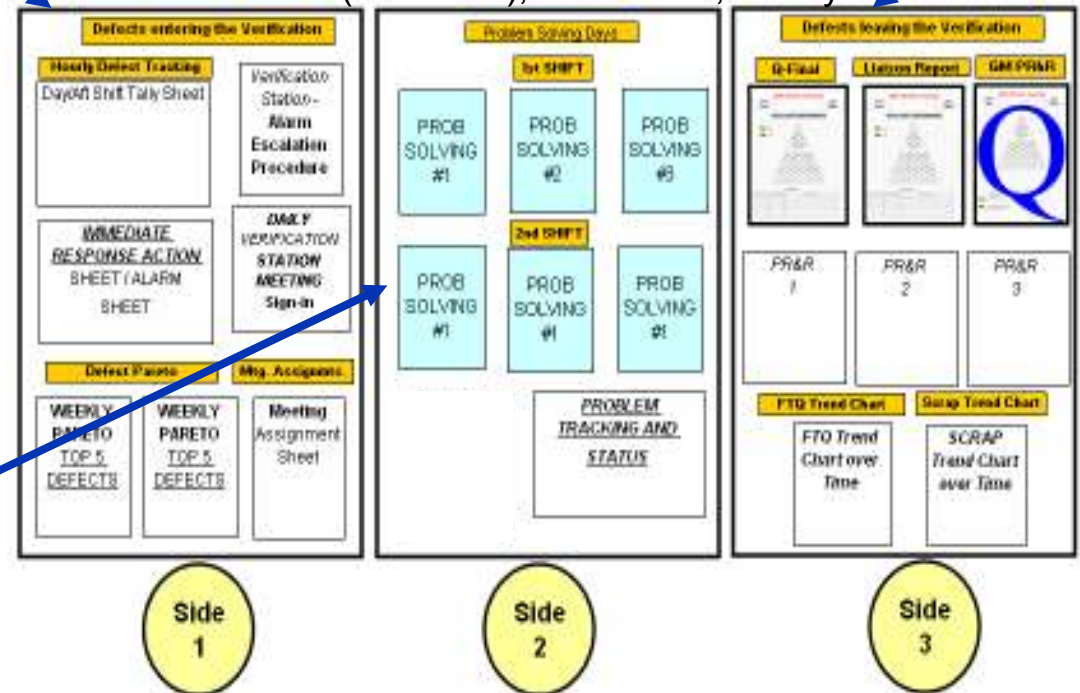 Defects entering the Verification
Hourly Defect Tracking
Day/Aft Shift Tally Sheet
Verification
Station -
Alarm
Escalation
Procedure
IMMEDIATE
RESPONSE ACTION
SHEET / ALARM
SHEET
DAILY
VERIFICATION
STATION
MEETING
Sign-in
Defect Pareto
Mtg. Assignmts
WEEKLY
PARETO
TOP 5
DEFECTS
WEEKLY
PARETO
TOP 5
DEFECTS
Meeting
Assignment
Sheet
Side
1
Problem Solving Days
1st SHIFT
PROB
SOLVING
#1
PROB
SOLVING
#2
PROB
SOLVING
#3
2nd SHIFT
PROB
SOLVING
#1
PROB
SOLVING
#1
PROB
SOLVING
#1
PROBLEM
TRACKING AND
STATUS
Side
2
Defects leaving the Verification
Q-Final
Liaison Report
GM PR&R
Q
PR&R
1
PR&R
2
PR&R
3
FTQ Trend Chart
Scrap Trend Chart
FTQ Trend
Chart over
Time
SCRAP
Trend Chart
over Time
Side
3